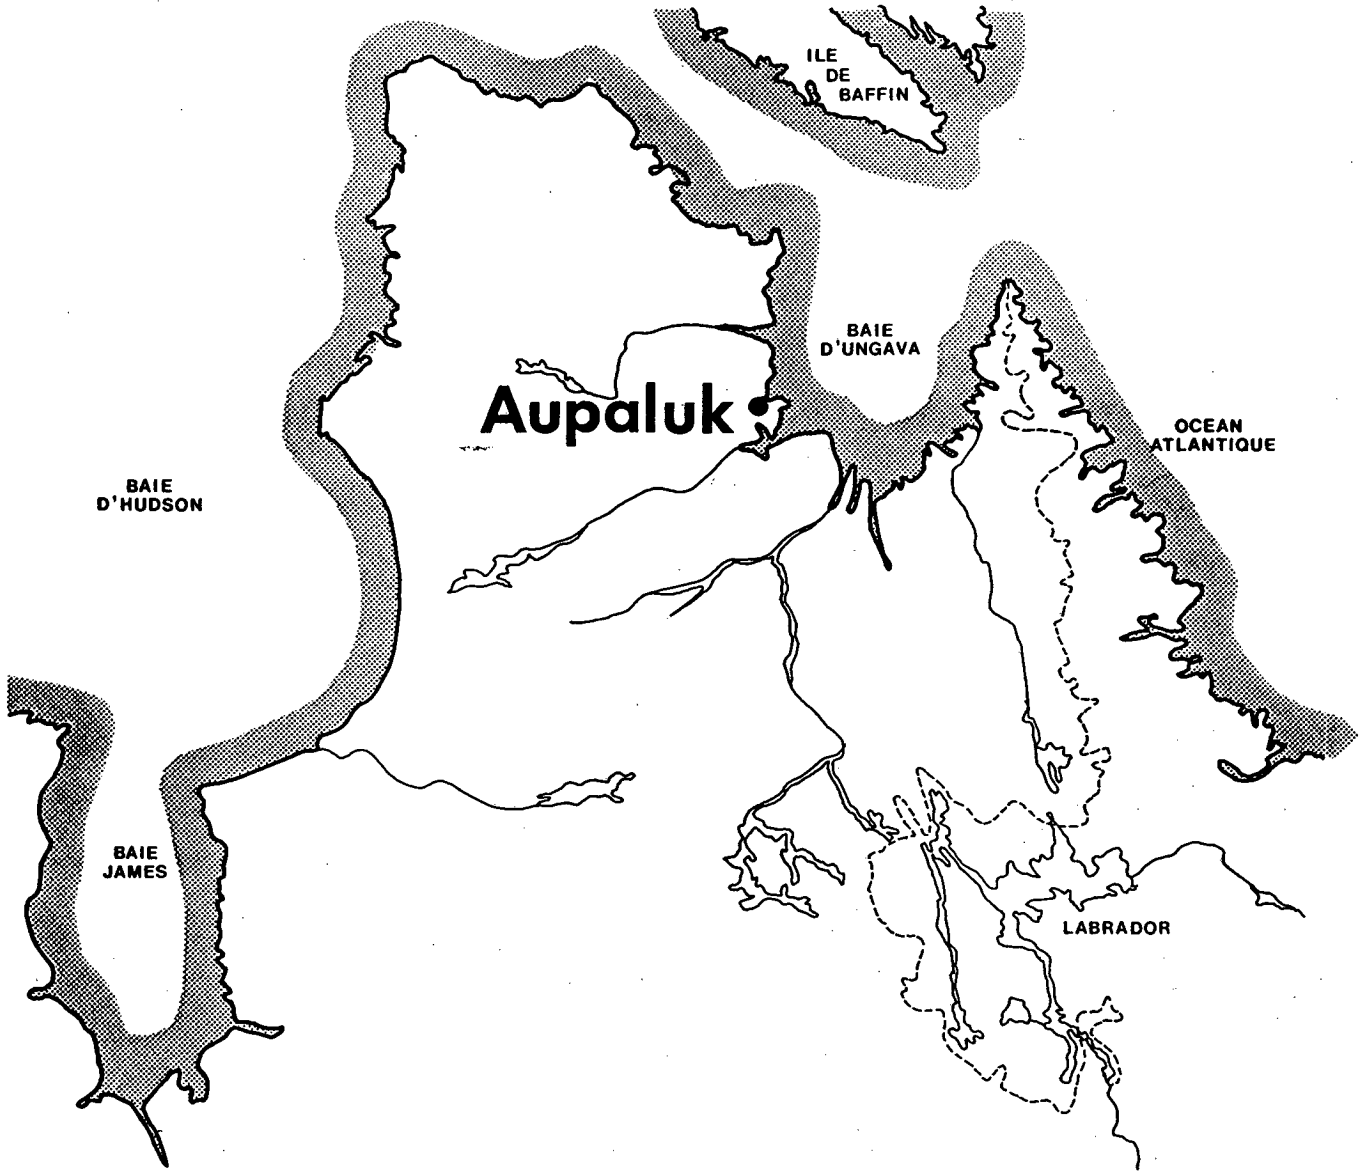 ILE
DE
BAFFIN
BAIE
D'UNGAVA
Aupaluk
OCEAN
ATLANTIQUE
BAIE
D'HUDSON
BAIE
JAMES
LABRADOR